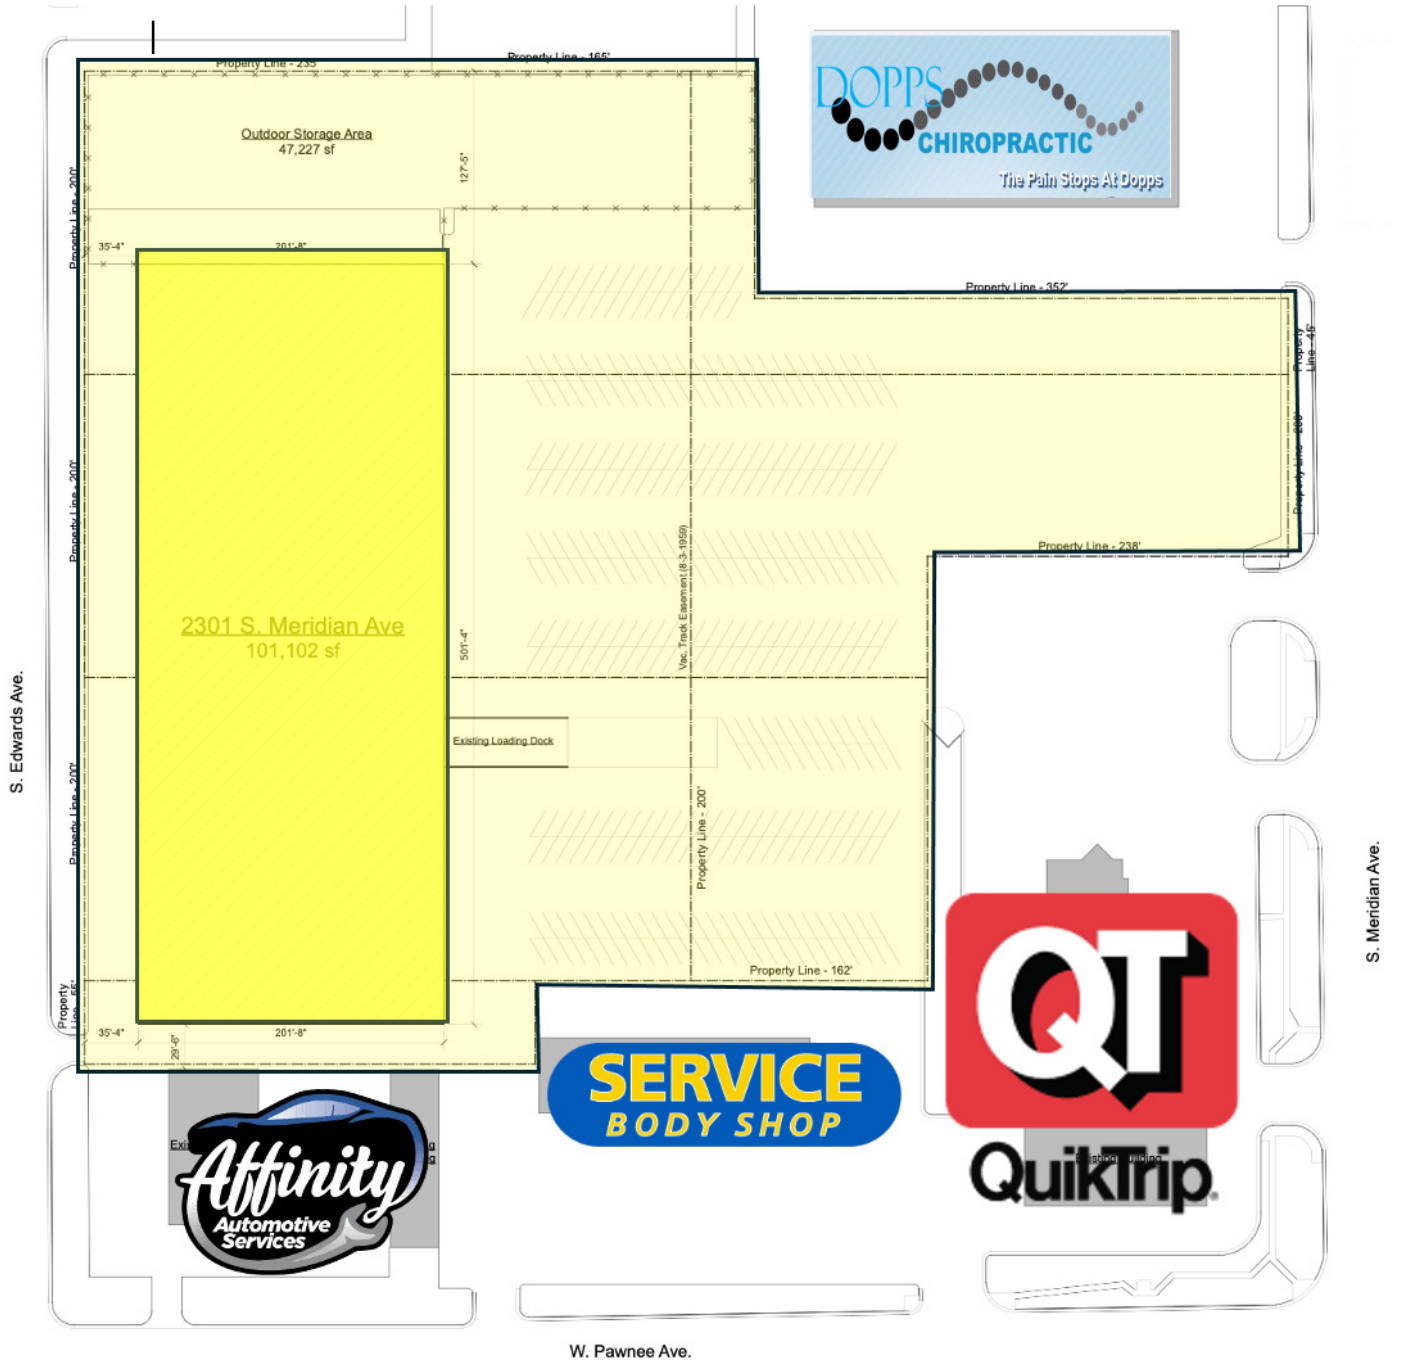 Property Line - 235'
Property Line - 165'
DOPPS
CHIROPRACTIC
The Pain Stops At Dopps
Outdoor Storage Area
47,227 sf
127'-5"
Property Line - 200'
35'-4"
201'-8"
Property Line - 352'
Property
Line - 45'
Property Line - 200'
Property Line - 200'
Property Line - 238'
Vac, Track Easement (8-3-1959)
2301 S. Meridian Ave
101,102 sf
501'-4"
S. Edwards Ave.
Existing Loading Dock
Property Line - 200'
Property Line - 200'
S. Meridian Ave.
Property Line - 162'
Property
Line - 66'
35'-4"
201'-8"
29'-6"
QT
QuikTrip
SERVICE
BODY SHOP
Affinity
Automotive
Services
W. Pawnee Ave.